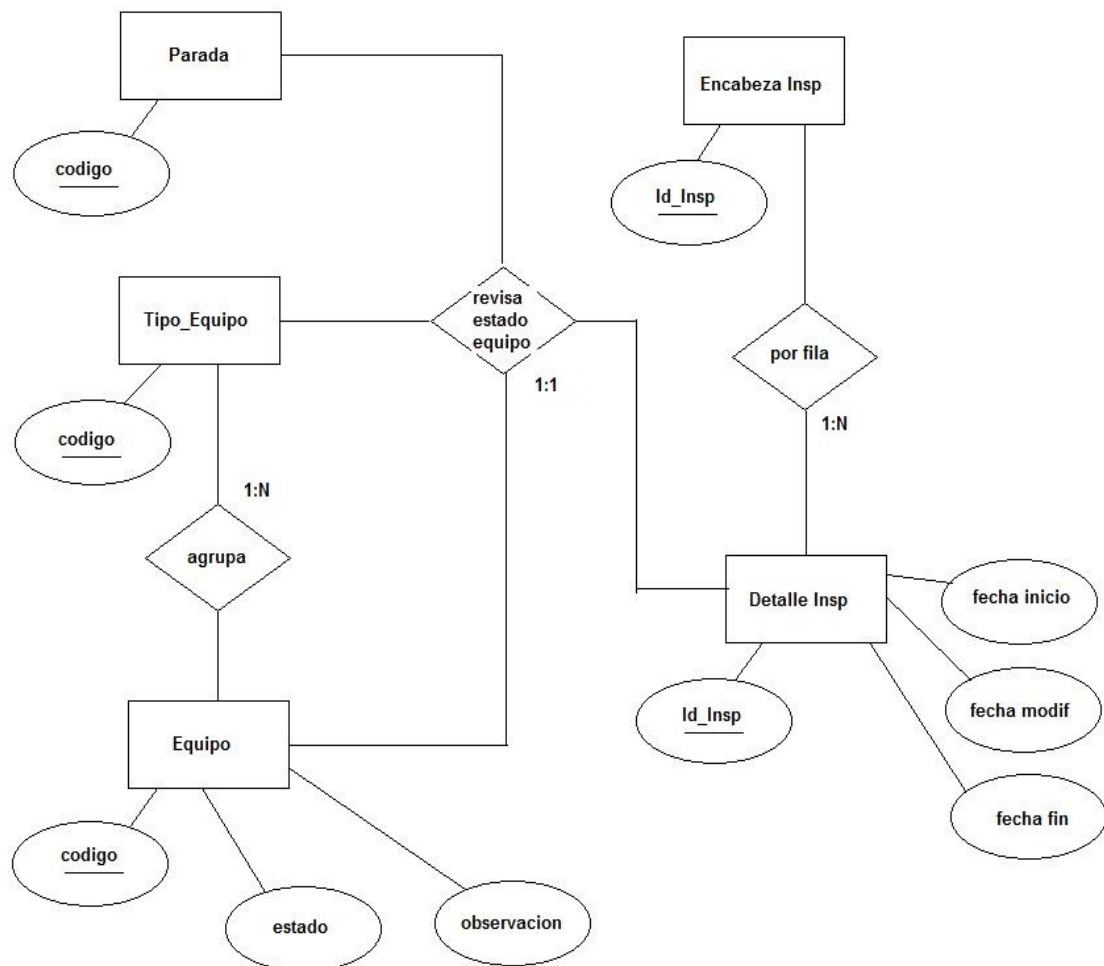 Parada
codigo
Encabeza Insp
Id_Insp
Tipo_Equipo
codigo
revisa
estado
equipo
1:1
por fila
1:N
1:N
agrupa
Detalle Insp
fecha inicio
Id_Insp
fecha modif
fecha fin
Equipo
codigo
estado
observacion